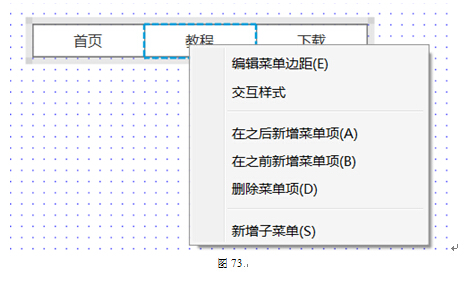 首页 教程 下载
编辑菜单边距(E)
交互样式
在之后新增菜单项(A)
在之前新增菜单项(B)
删除菜单项(D)
新增子菜单(S)
图 73.